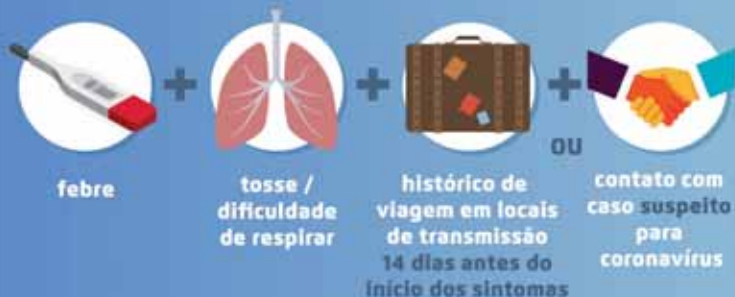 febre
tosse /
dificuldade
de respirar
histórico de
viagem em locais
de transmissão
14 dias antes do
início dos sintomas
OU
contato com
caso suspeito
para
coronavírus